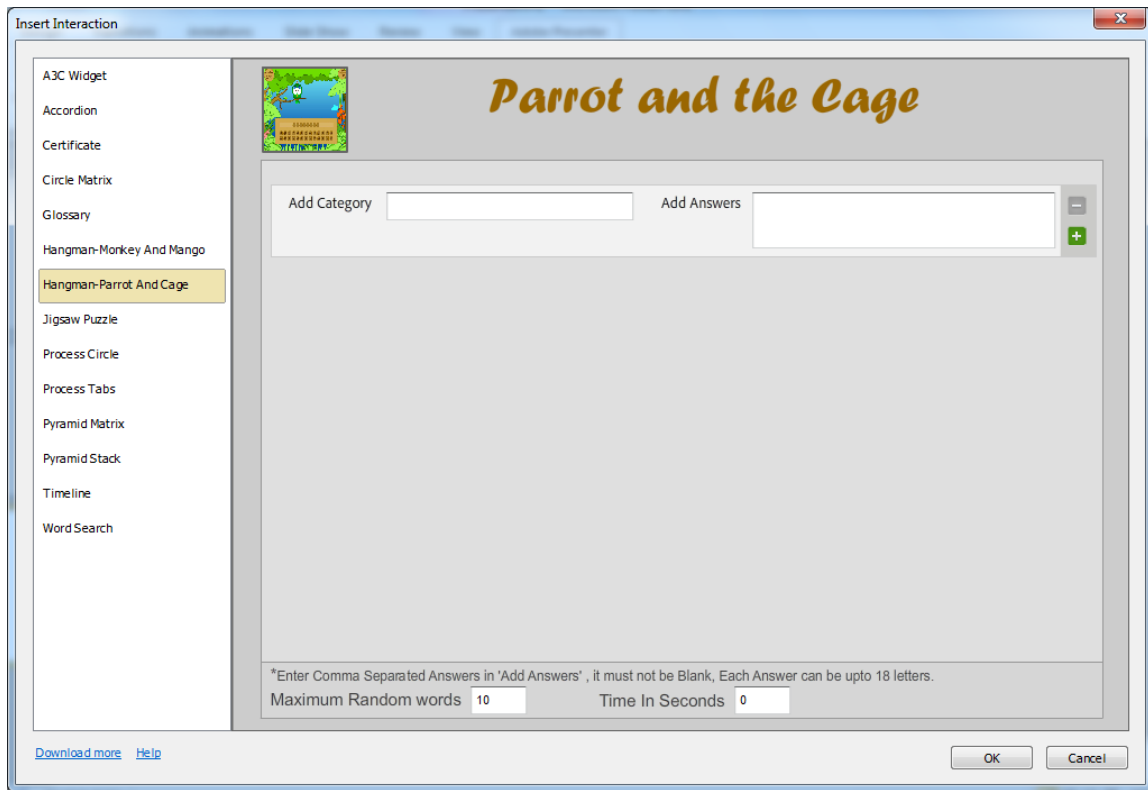 Insert Interaction
A3C Widget
Accordion
Certificate
Circle Matrix
Glossary
Hangman-Monkey And Mango
Hangman-Parrot And Cage
Jigsaw Puzzle
Process Circle
Process Tabs
Pyramid Matrix
Pyramid Stack
Timeline
Word Search
Parrot and the Cage
Add Category
Add Answers
*Enter Comma Separated Answers in 'Add Answers' , it must not be Blank, Each Answer can be upto 18 letters.
Maximum Random words 10 Time In Seconds 0
Download more Help
OK Cancel